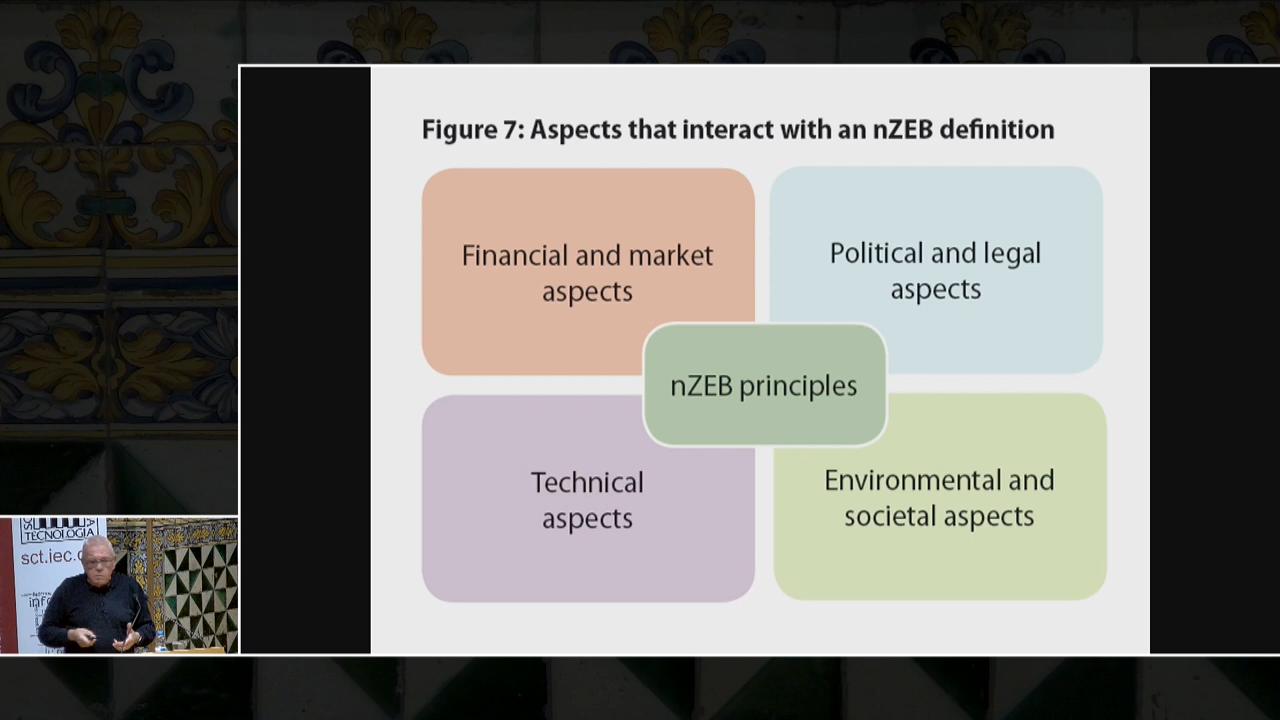 Figure 7: Aspects that interact with an nZEB definition
Financial and market
aspects
Political and legal
aspects
nZEB principles
Technical
aspects
Environmental and
societal aspects
TECNOLOGIA
sct.iec.